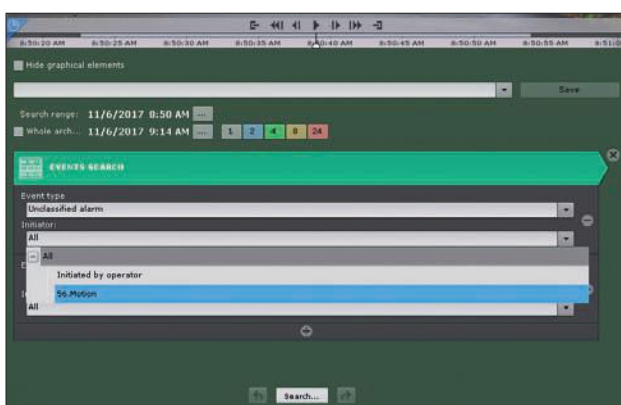 8:50:20 AM 8:50:25 AM 8:50:30 AM 8:50:35 AM 8:50:40 AM 8:50:45 AM 8:50:50 AM 8:50:55 AM
Hide graphical elements
Save
Search range: 11/6/2017 0:50 AM ...
Whole arch... 11/6/2017 9:14 AM ... 1 2 4 8 24
EVENTS SEARCH
Event type
Unclassified alarm
Initiator:
All
All
Initiated by operator
56.Motion
All
Search...